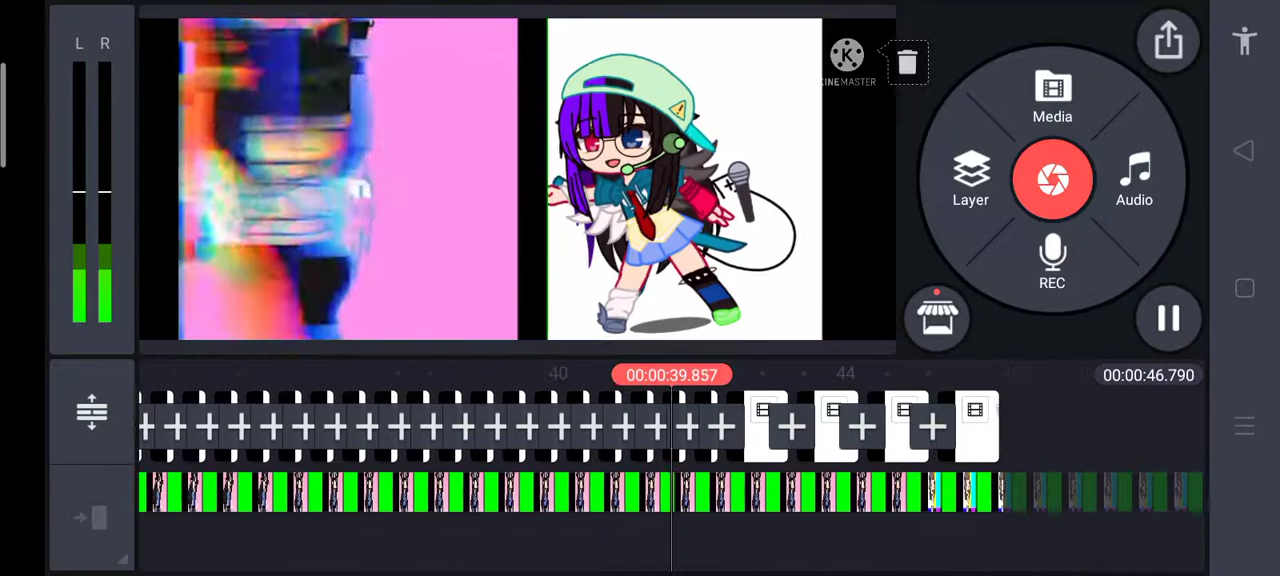 L R
KINEMASTER
Media
Layer
Audio
REC
40
00:00:39.857
44
00:00:46.790